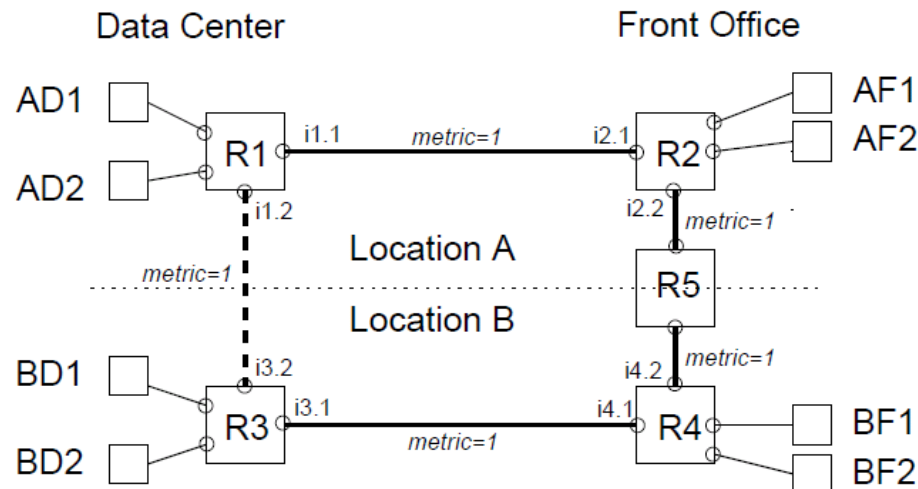 Data Center
Front Office
AD1
AD2
R1
i1.1
metric=1
i2.1
R2
AF1
AF2
i1.2
i2.2
metric=1
Location A
metric=1
R5
Location B
BD1
BD2
i3.2
R3
i3.1
metric=1
i4.1
i4.2
metric=1
R4
BF1
BF2